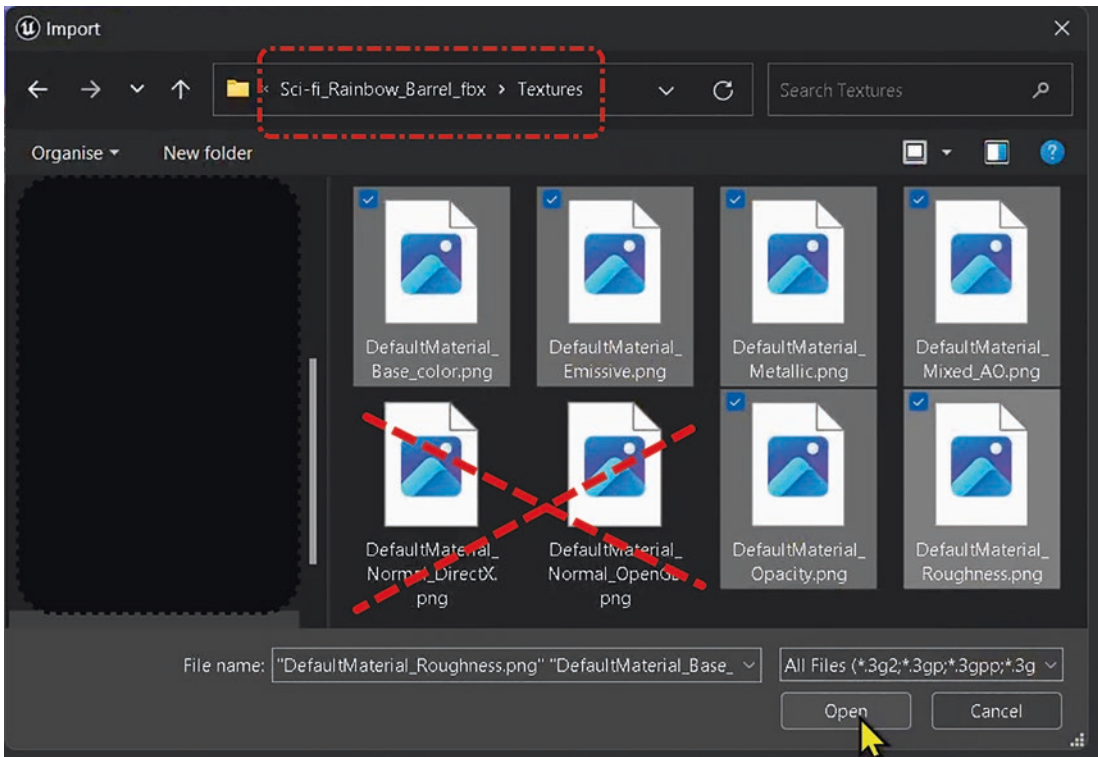 Import
« Sci-fi_Rainbow_Barrel_fbx > Textures
Search Textures
Organise
New folder
DefaultMaterial_
Base_color.png
DefaultMaterial_
Emissive.png
DefaultMaterial_
Metallic.png
DefaultMaterial_
Mixed_AO.png
DefaultMaterial_
Normal_DirectX.
png
DefaultMaterial_
Normal_OpenGL.
png
DefaultMaterial_
Opacity.png
DefaultMaterial_
Roughness.png
File name:
"DefaultMaterial_Roughness.png" "DefaultMaterial_Base_
All Files (*.3g2;*.3gp;*.3gpp;*.3g
Open
Cancel